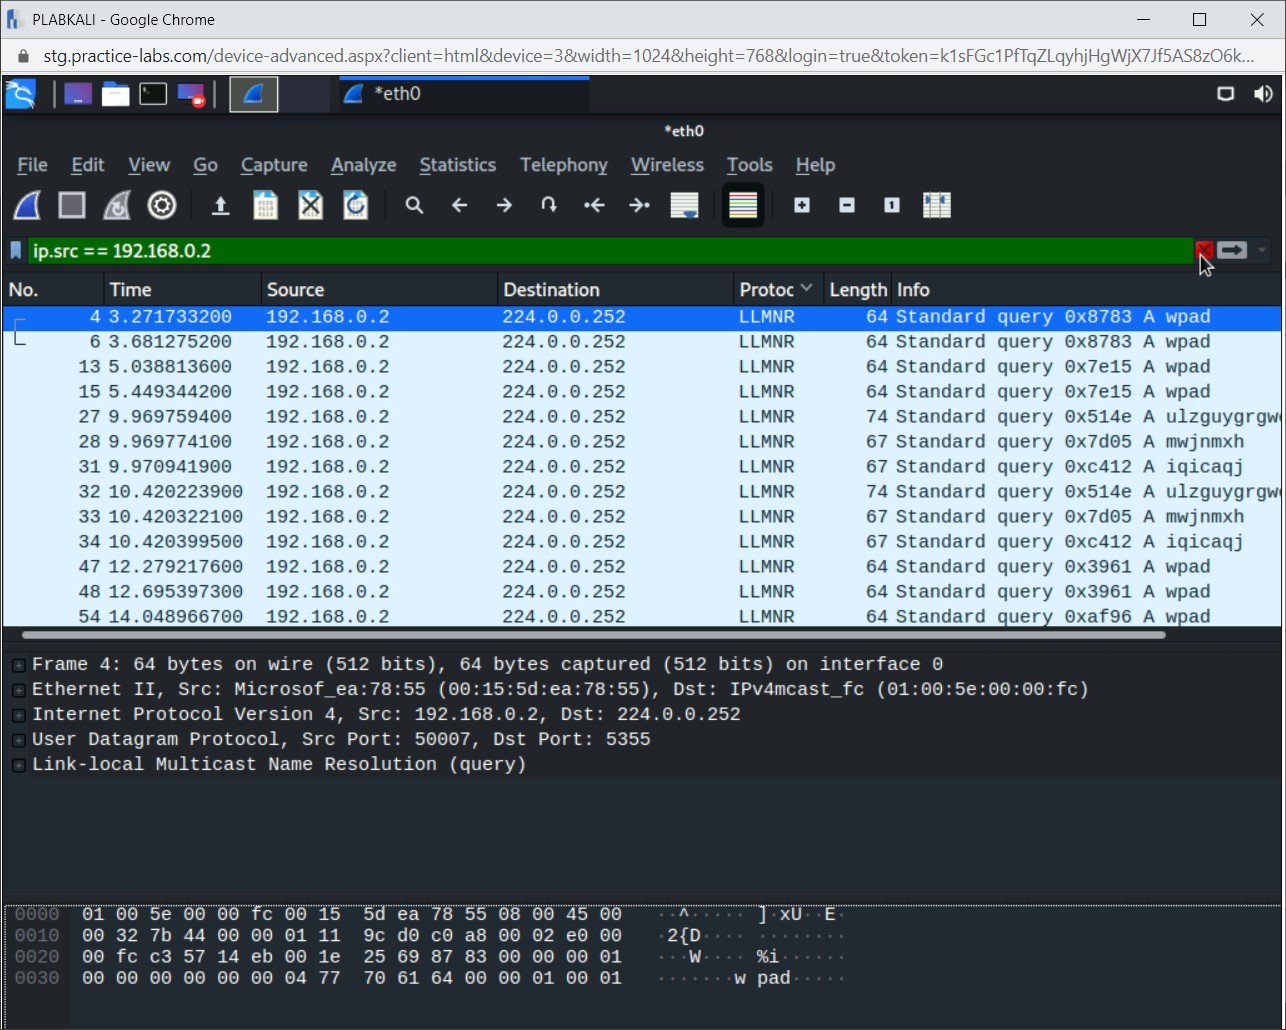 PLABKALI - Google Chrome
stg.practice-labs.com/device-advanced.aspx?client=html&device=3&width=1024&height=768&login=true&token=k1sFGc1PfTqZLqyhjHgWjX7Jf5AS8zO6k...
*eth0
*eth0
File Edit View Go Capture Analyze Statistics Telephony Wireless Tools Help
ip.src == 192.168.0.2
No. Time Source Destination Protoc Length Info
4 3.271733200 192.168.0.2 224.0.0.252 LLMNR 64 Standard query 0x8783 A wpad
6 3.681275200 192.168.0.2 224.0.0.252 LLMNR 64 Standard query 0x8783 A wpad
13 5.038813600 192.168.0.2 224.0.0.252 LLMNR 64 Standard query 0x7e15 A wpad
15 5.449344200 192.168.0.2 224.0.0.252 LLMNR 64 Standard query 0x7e15 A wpad
27 9.969759400 192.168.0.2 224.0.0.252 LLMNR 74 Standard query 0x514e A ulzguygrgw
28 9.969774100 192.168.0.2 224.0.0.252 LLMNR 67 Standard query 0x7d05 A mwjnmxh
31 9.970941900 192.168.0.2 224.0.0.252 LLMNR 67 Standard query 0xc412 A iqicaqj
32 10.420223900 192.168.0.2 224.0.0.252 LLMNR 74 Standard query 0x514e A ulzguygrgw
33 10.420322100 192.168.0.2 224.0.0.252 LLMNR 67 Standard query 0x7d05 A mwjnmxh
34 10.420399500 192.168.0.2 224.0.0.252 LLMNR 67 Standard query 0xc412 A iqicaqj
47 12.279217600 192.168.0.2 224.0.0.252 LLMNR 64 Standard query 0x3961 A wpad
48 12.695397300 192.168.0.2 224.0.0.252 LLMNR 64 Standard query 0x3961 A wpad
54 14.048966700 192.168.0.2 224.0.0.252 LLMNR 64 Standard query 0xaf96 A wpad
Frame 4: 64 bytes on wire (512 bits), 64 bytes captured (512 bits) on interface 0
Ethernet II, Src: Microsof_ea:78:55 (00:15:5d:ea:78:55), Dst: IPv4mcast_fc (01:00:5e:00:00:fc)
Internet Protocol Version 4, Src: 192.168.0.2, Dst: 224.0.0.252
User Datagram Protocol, Src Port: 50007, Dst Port: 5355
Link-local Multicast Name Resolution (query)
0000 01 00 5e 00 00 fc 00 15 5d ea 78 55 08 00 45 00 ··^····· ]·xU··E·
0010 00 32 7b 44 00 00 01 11 9c d0 c0 a8 00 02 e0 00 ·2{D···· ········
0020 00 fc c3 57 14 eb 00 1e 25 69 87 83 00 00 00 01 ···W···· %i······
0030 00 00 00 00 00 00 04 77 70 61 64 00 00 01 00 01 ·······w pad·····